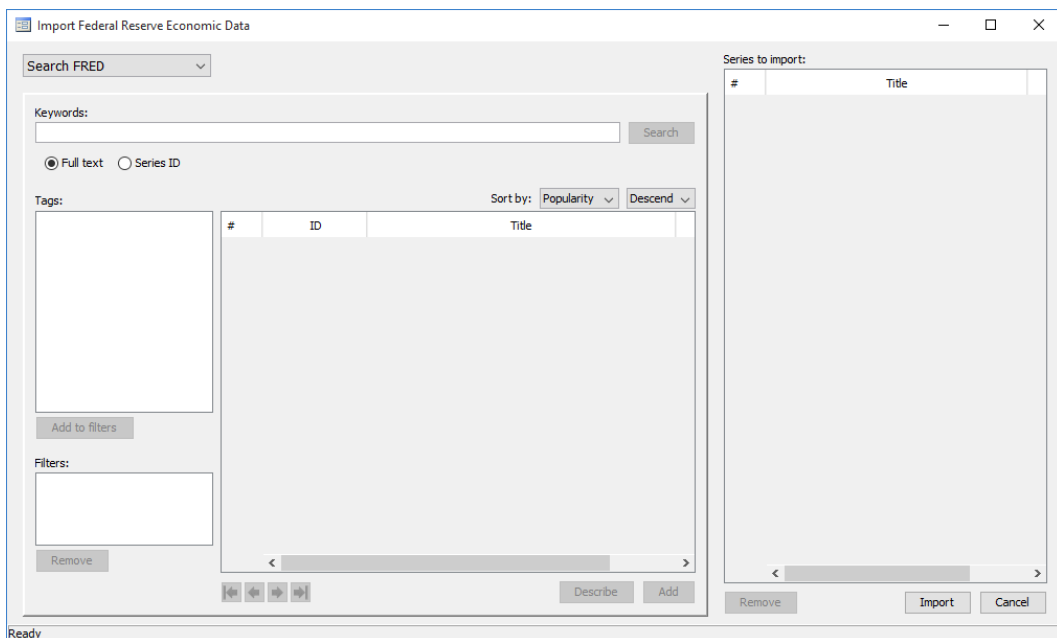 Import Federal Reserve Economic Data
Search FRED
Series to import:
# Title
Keywords:
Search
Full text Series ID
Tags:
Sort by: Popularity Descend
# ID Title
Add to filters
Filters:
Remove
Describe Add
Remove Import Cancel
Ready